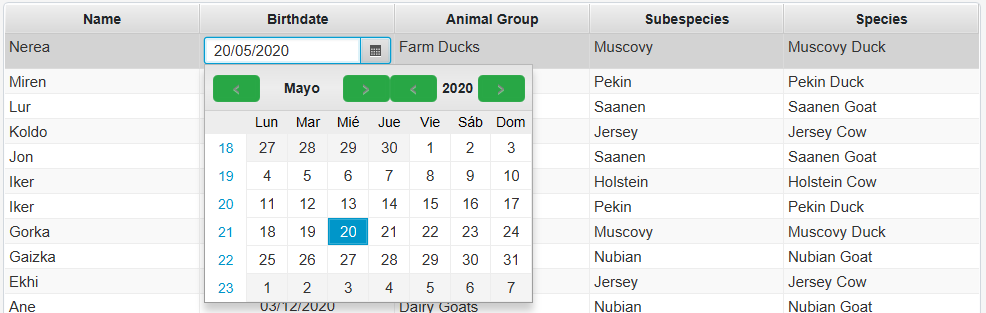 Name Birthdate Animal Group Subespecies Species
Nerea 20/05/2020 Farm Ducks Muscovy Muscovy Duck
< Mayo > < 2020 >
Lun Mar Mié Jue Vie Sáb Dom
18 27 28 29 30 1 2 3
19 4 5 6 7 8 9 10
20 11 12 13 14 15 16 17
21 18 19 20 21 22 23 24
22 25 26 27 28 29 30 31
23 1 2 3 4 5 6 7
Miren Pekin Pekin Duck
Lur Saanen Saanen Goat
Koldo Jersey Jersey Cow
Jon Saanen Saanen Goat
Iker Holstein Holstein Cow
Iker Pekin Pekin Duck
Gorka Muscovy Muscovy Duck
Gaizka Nubian Nubian Goat
Ekhi Jersey Jersey Cow
Ane 03/12/2020 Dairy Goats Nubian Nubian Goat